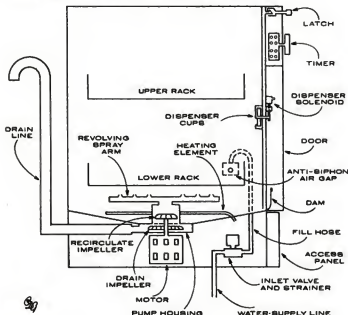 LATCH
TIMER
UPPER RACK
DISPENSER
SOLENOID
DISPENSER
CUPS
DRAIN
LINE
REVOLVING
SPRAY
ARM
HEATING
ELEMENT
DOOR
LOWER RACK
ANTI-SIPHON
AIR GAP
DAM
FILL HOSE
RECIRCULATE
IMPELLER
ACCESS
PANEL
DRAIN
IMPELLER
INLET VALVE
AND STRAINER
MOTOR
PUMP HOUSING
WATER-SUPPLY LINE